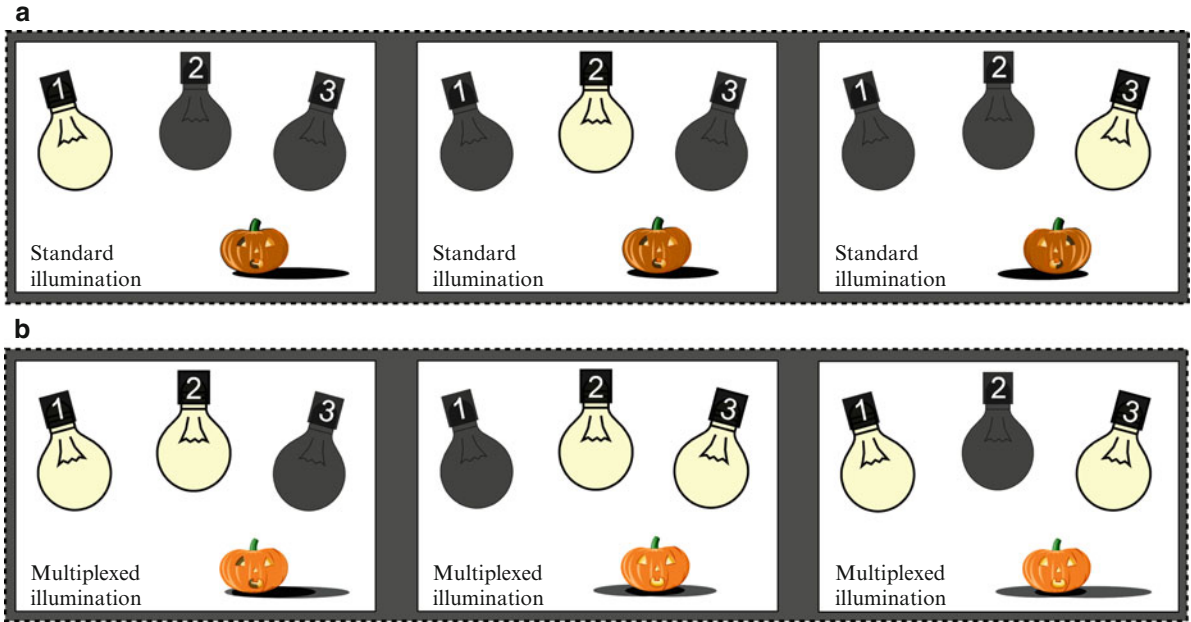 a
1 2 3
1 2 3
1 2 3
Standard
illumination
Standard
illumination
Standard
illumination
b
1 2 3
1 2 3
1 2 3
Multiplexed
illumination
Multiplexed
illumination
Multiplexed
illumination